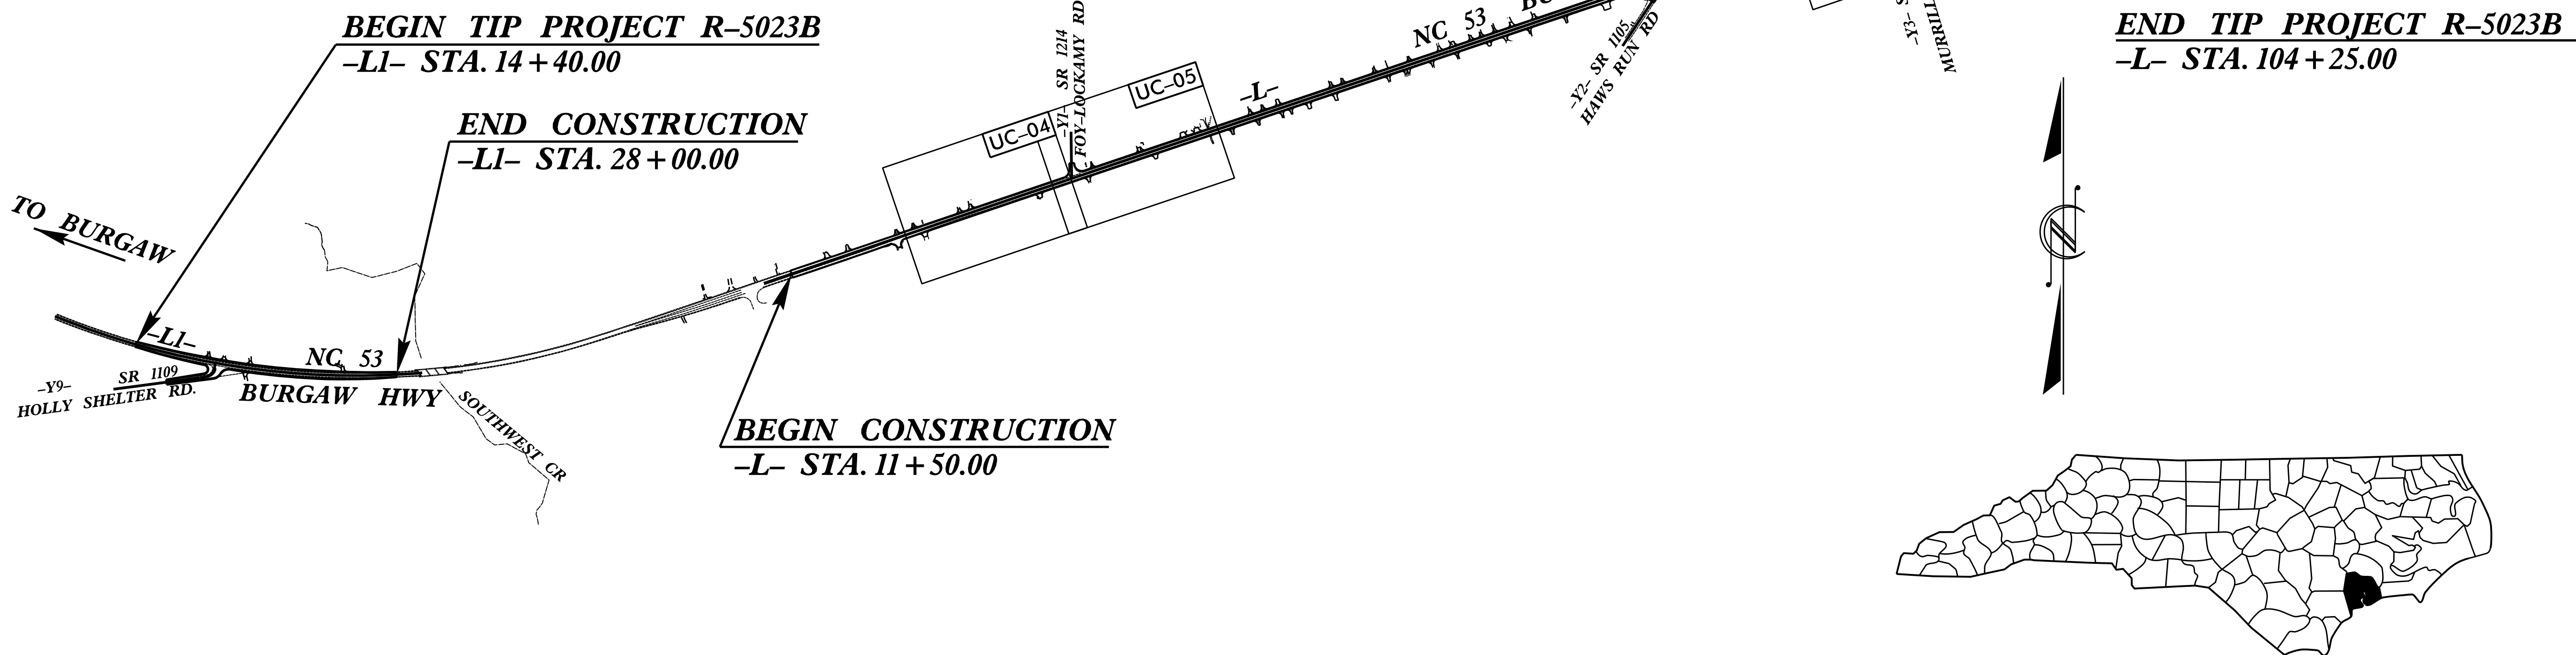 BEGIN TIP PROJECT R–5023B
–L1– STA. 14+40.00
END CONSTRUCTION
–L1– STA. 28+00.00
TO BURGAW
–L1–
NC 53
BURGAW HWY
–Y9–
SR 1109
HOLLY SHELTER RD.
SOUTHWEST CR
BEGIN CONSTRUCTION
–L– STA. 11+50.00
UC–04
–Y1– SR 1214
FOY–LOCKAMY RD
UC–05
–L–
NC 53
–Y2– SR 1105
HAWS RUN RD
–Y3–
END TIP PROJECT R–5023B
–L– STA. 104+25.00